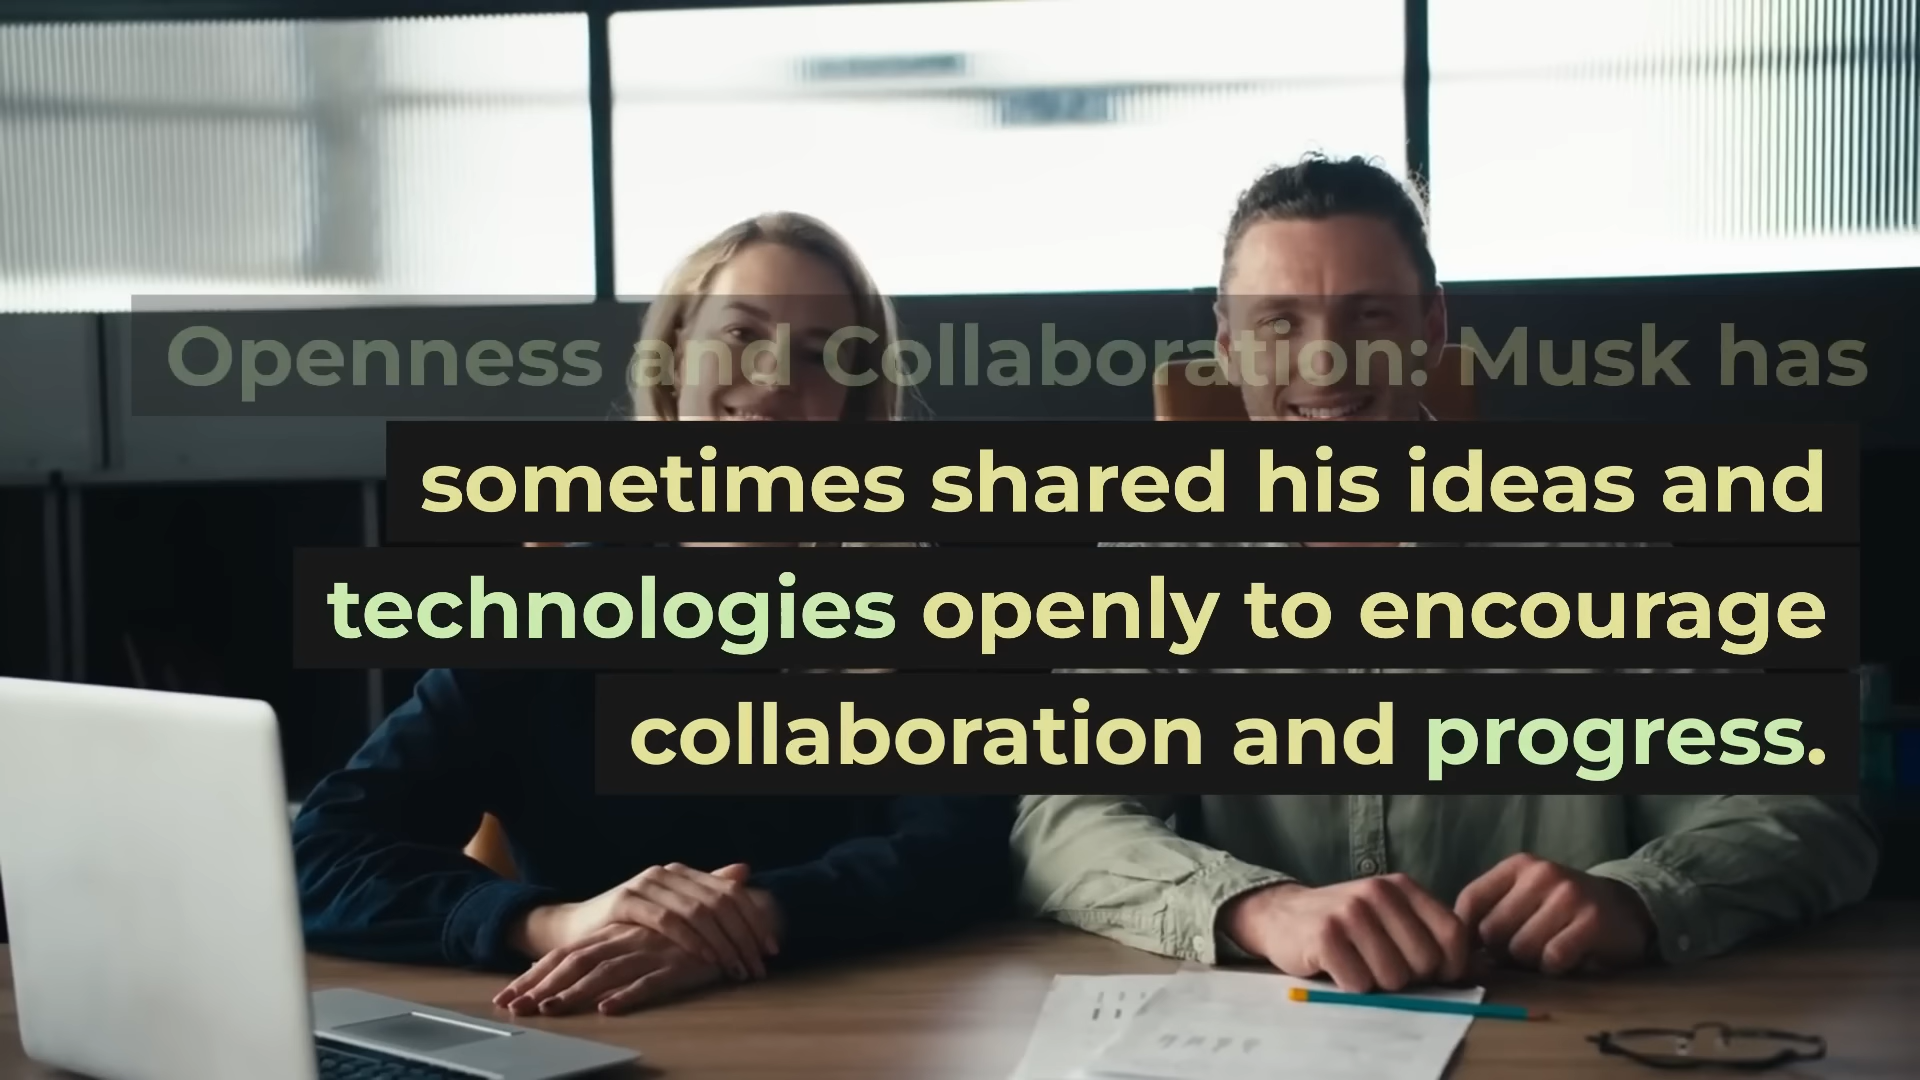 Openness and Collaboration: Musk has
sometimes shared his ideas and
technologies openly to encourage
collaboration and progress.